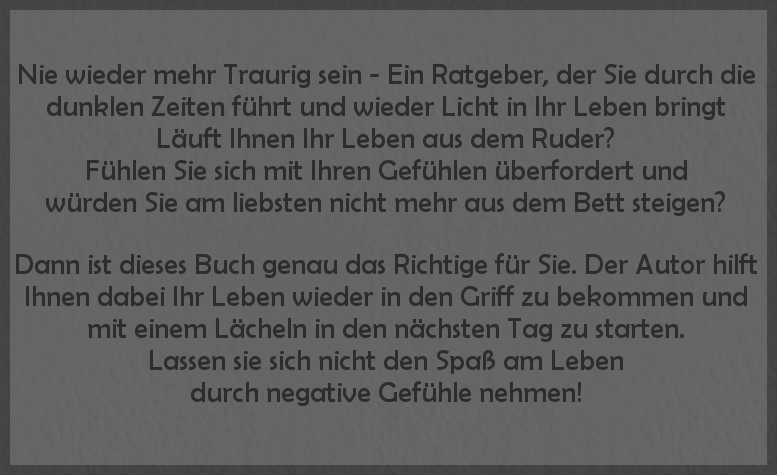 Nie wieder mehr Traurig sein - Ein Ratgeber, der Sie durch die
dunklen Zeiten führt und wieder Licht in Ihr Leben bringt
Läuft Ihnen Ihr Leben aus dem Ruder?
Fühlen Sie sich mit Ihren Gefühlen überfordert und
würden Sie am liebsten nicht mehr aus dem Bett steigen?
Dann ist dieses Buch genau das Richtige für Sie. Der Autor hilft
Ihnen dabei Ihr Leben wieder in den Griff zu bekommen und
mit einem Lächeln in den nächsten Tag zu starten.
Lassen sie sich nicht den Spaß am Leben
durch negative Gefühle nehmen!